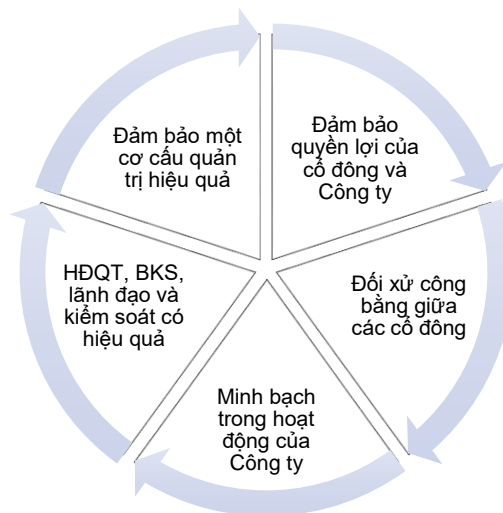 Đảm bảo một
cơ cấu quản
trị hiệu quả
Đảm bảo
quyền lợi của
cổ đông và
Công ty
Đối xử công
bằng giữa
các cổ đông
Minh bạch
trong hoạt
động của
Công ty
HĐQT, BKS,
lãnh đạo và
kiểm soát có
hiệu quả